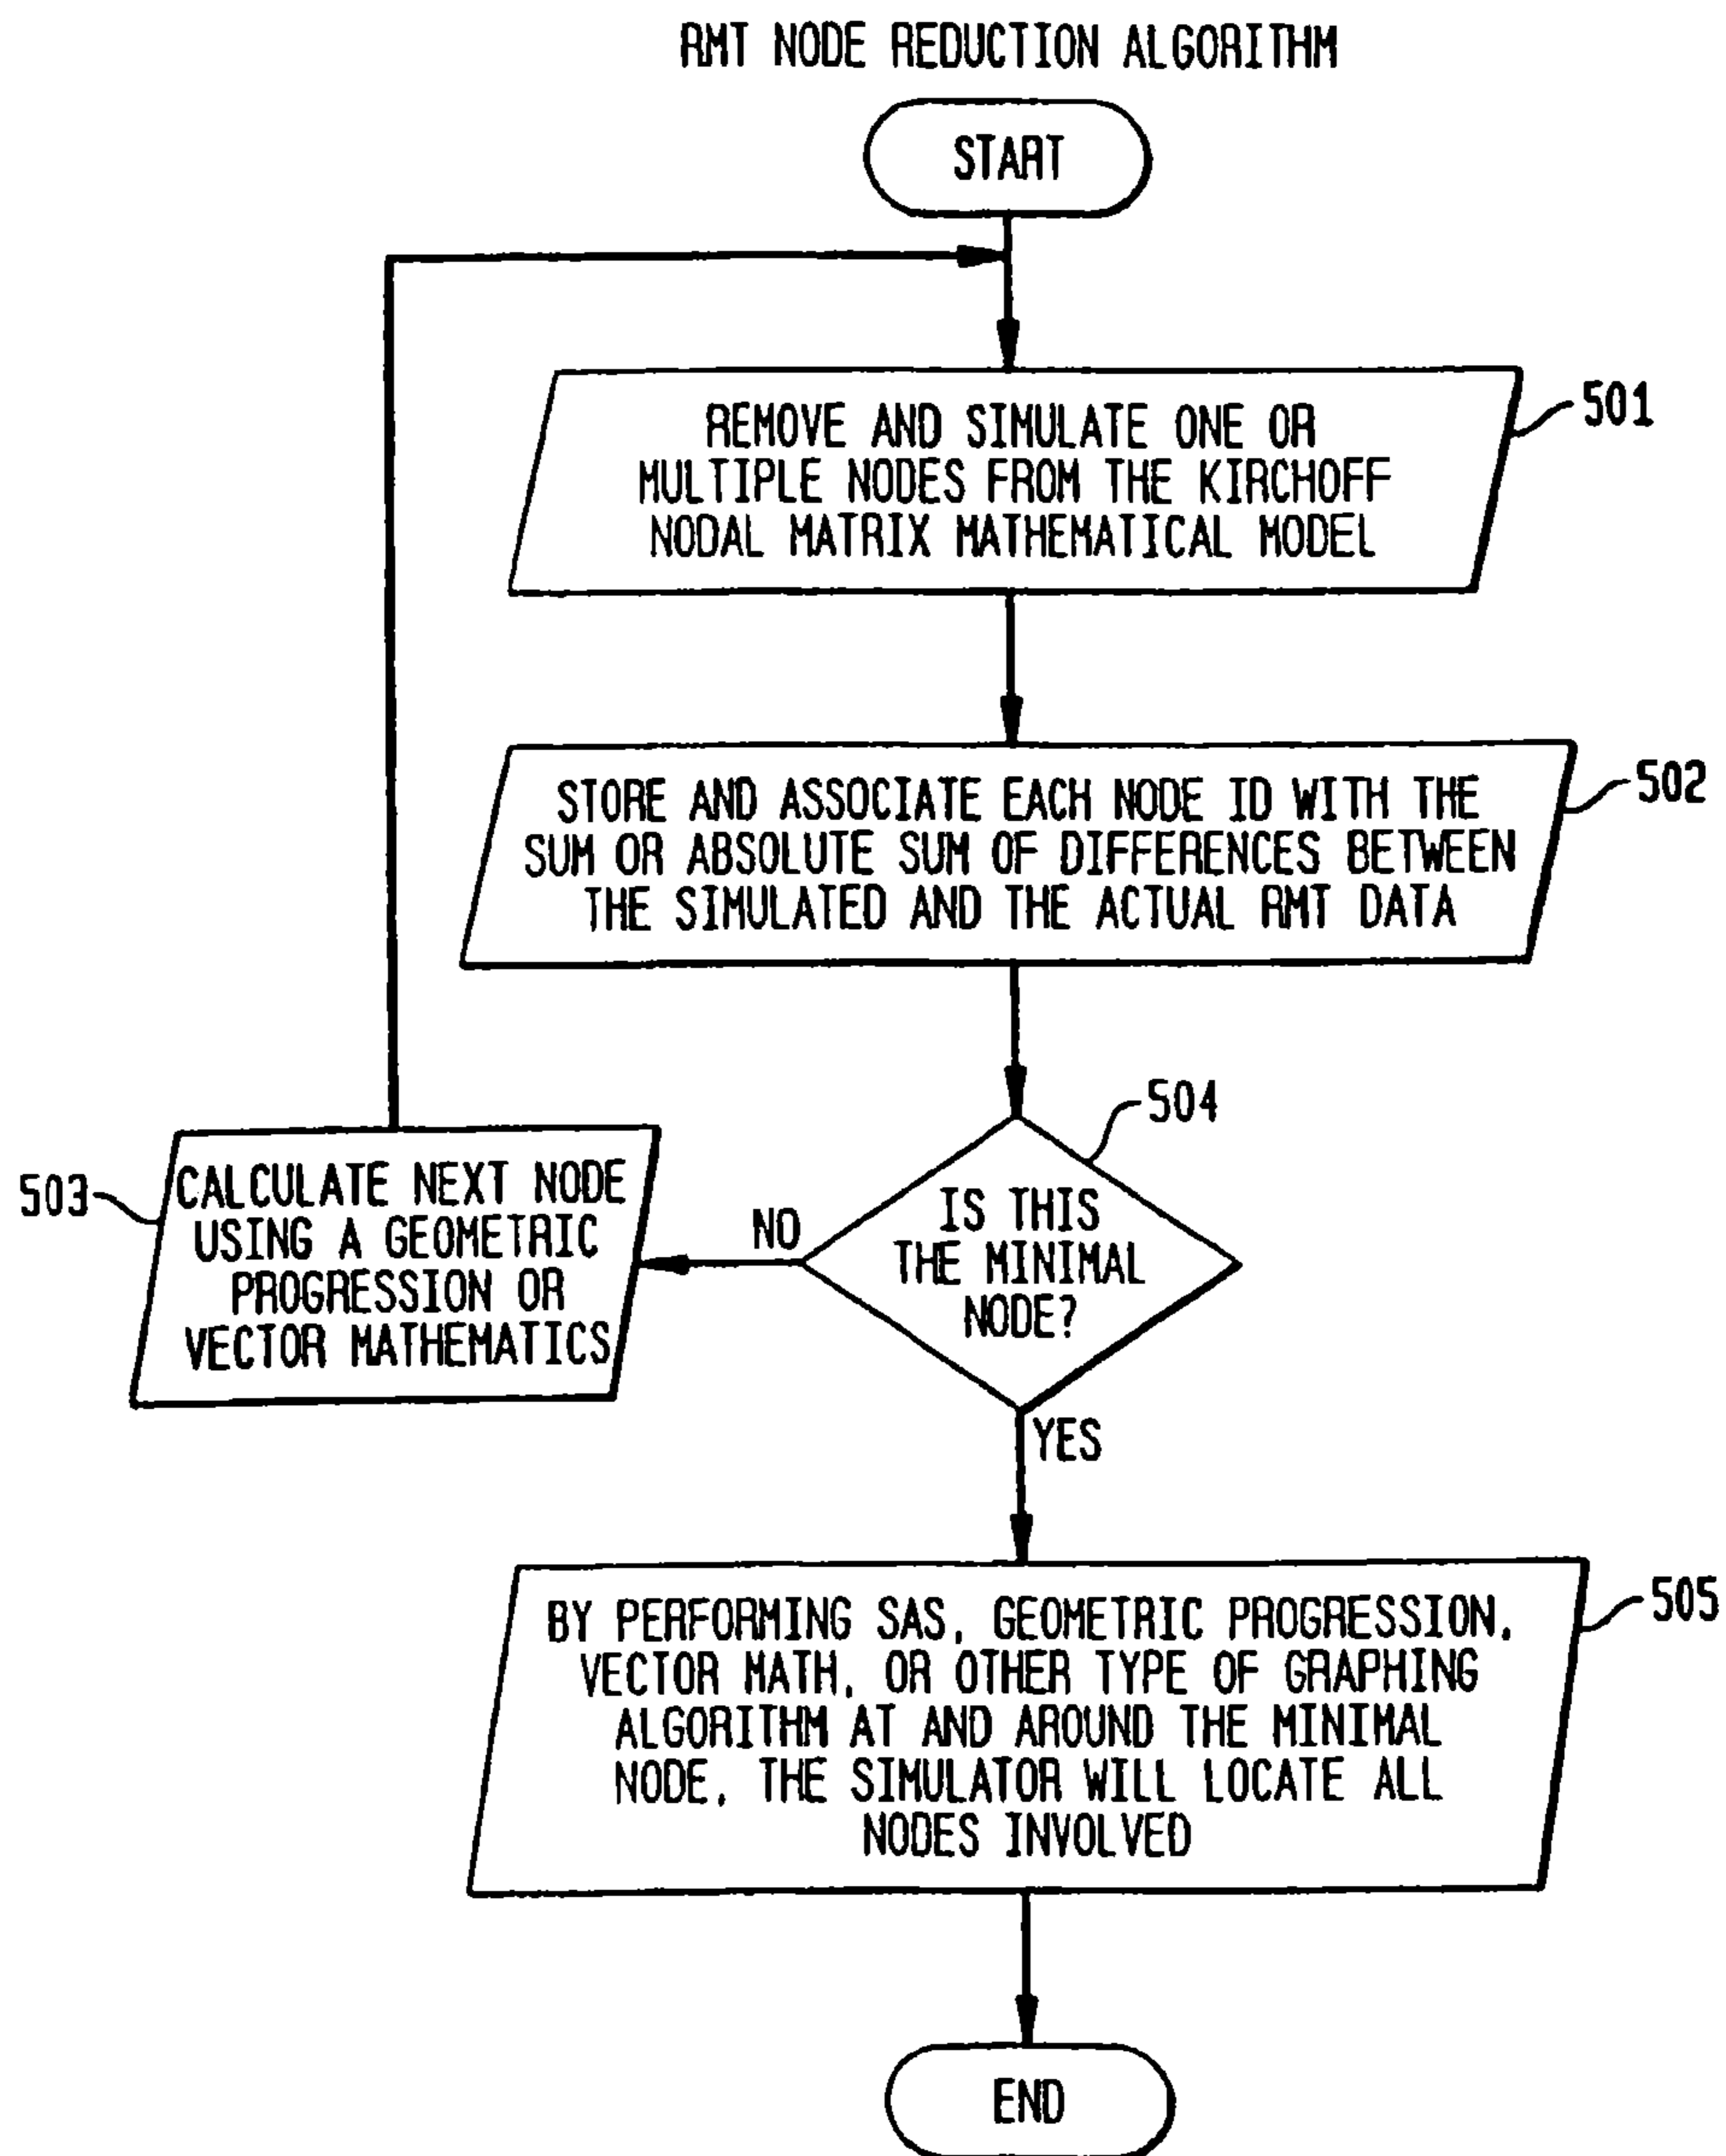 RMT NODE REDUCTION ALGORITHM
START
REMOVE AND SIMULATE ONE OR
MULTIPLE NODES FROM THE KIRCHOFF
NODAL MATRIX MATHEMATICAL MODEL
501
STORE AND ASSOCIATE EACH NODE ID WITH THE
SUM OR ABSOLUTE SUM OF DIFFERENCES BETWEEN
THE SIMULATED AND THE ACTUAL RMT DATA
502
504
IS THIS
THE MINIMAL
NODE?
NO
503
CALCULATE NEXT NODE
USING A GEOMETRIC
PROGRESSION OR
VECTOR MATHEMATICS
YES
BY PERFORMING SAS, GEOMETRIC PROGRESSION,
VECTOR MATH, OR OTHER TYPE OF GRAPHING
ALGORITHM AT AND AROUND THE MINIMAL
NODE, THE SIMULATOR WILL LOCATE ALL
NODES INVOLVED
505
END